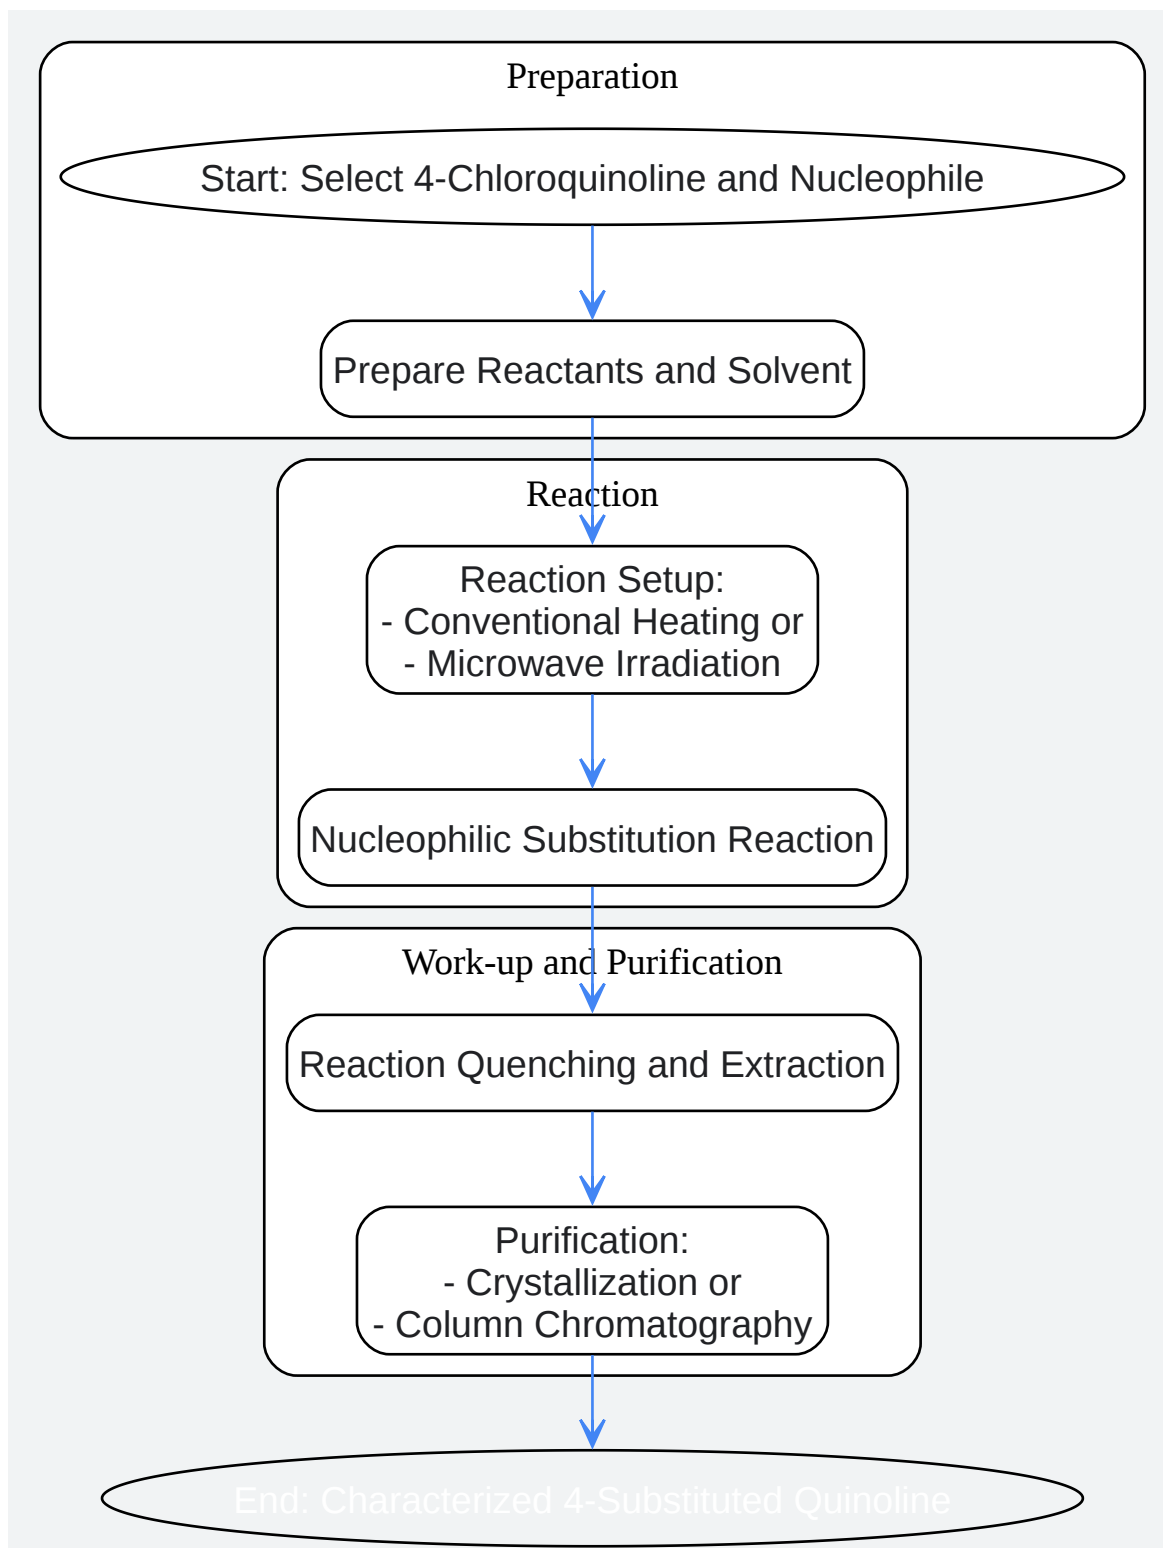 Preparation
Start: Select 4-Chloroquinoline and Nucleophile
Prepare Reactants and Solvent
Reaction
Reaction Setup:
- Conventional Heating or
- Microwave Irradiation
Nucleophilic Substitution Reaction
Work-up and Purification
Reaction Quenching and Extraction
Purification:
- Crystallization or
- Column Chromatography
End: Characterized 4-Substituted Quinoline